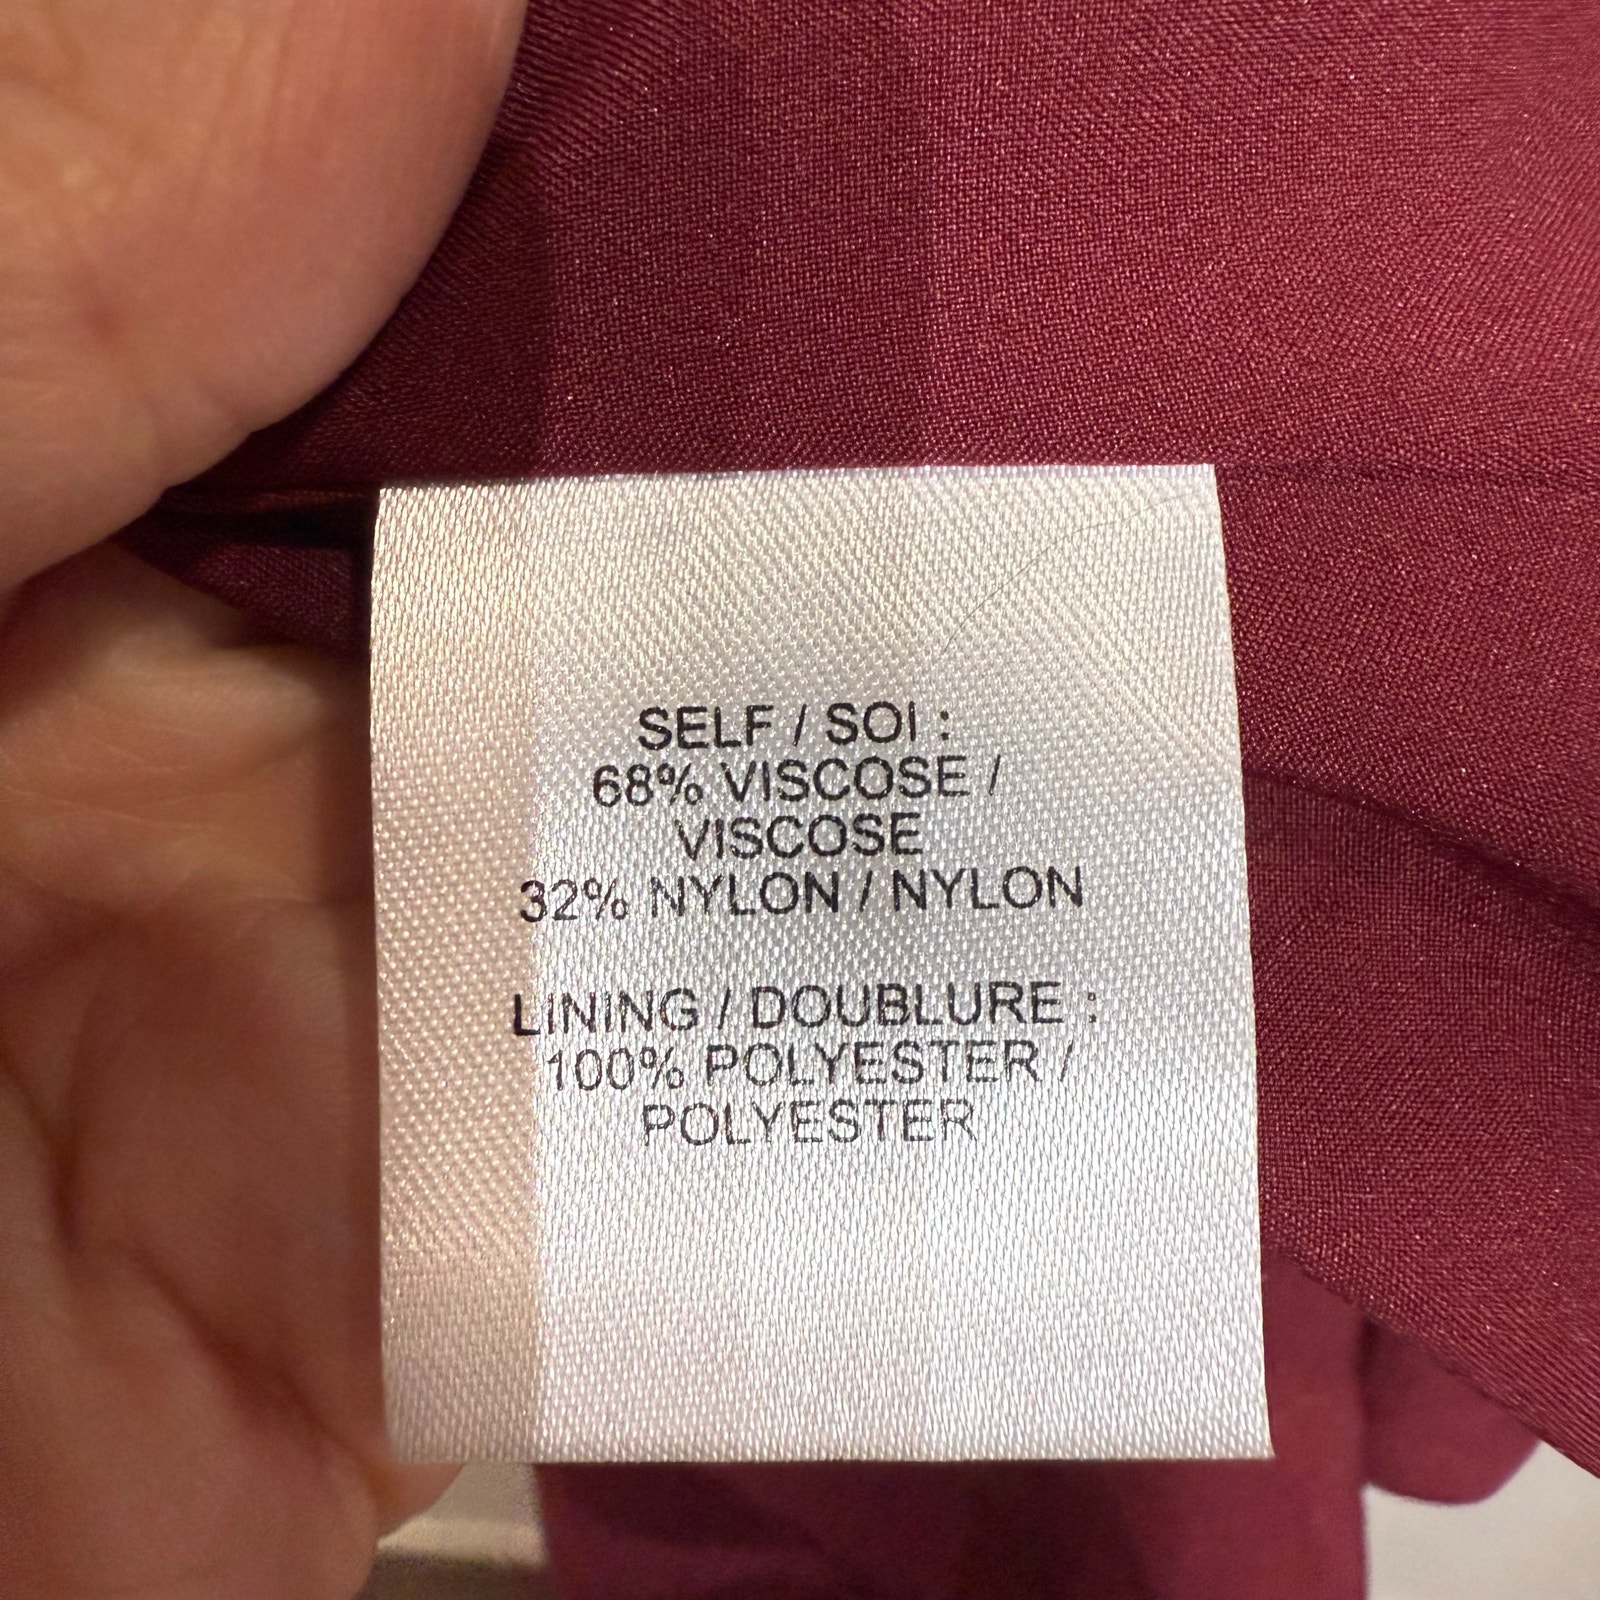 SELF / SOI :
68% VISCOSE /
VISCOSE
32% NYLON / NYLON
LINING / DOUBLURE :
100% POLYESTER /
POLYESTER